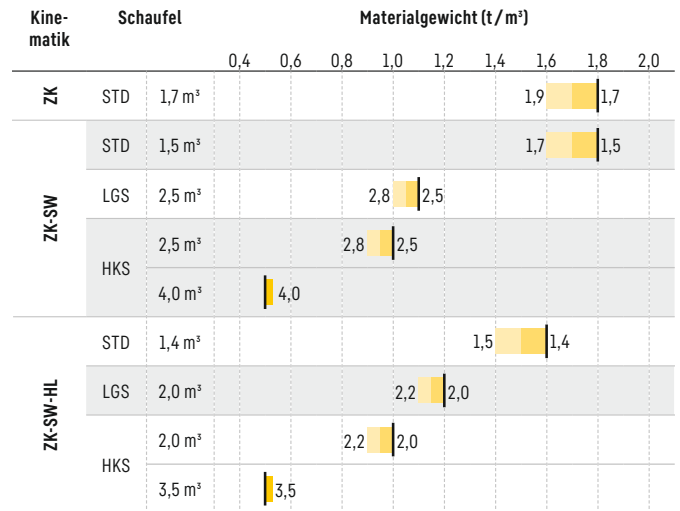 Kine-
matik
Schaufel
Materialgewicht (t / m³)
0,4 0,6 0,8 1,0 1,2 1,4 1,6 1,8 2,0
ZK STD 1,7 m³ 1,9 1,7
ZK-SW STD 1,5 m³ 1,7 1,5
LGS 2,5 m³ 2,8 2,5
HKS 2,5 m³ 2,8 2,5
4,0 m³ 4,0
ZK-SW-HL STD 1,4 m³ 1,5 1,4
LGS 2,0 m³ 2,2 2,0
HKS 2,0 m³ 2,2 2,0
3,5 m³ 3,5